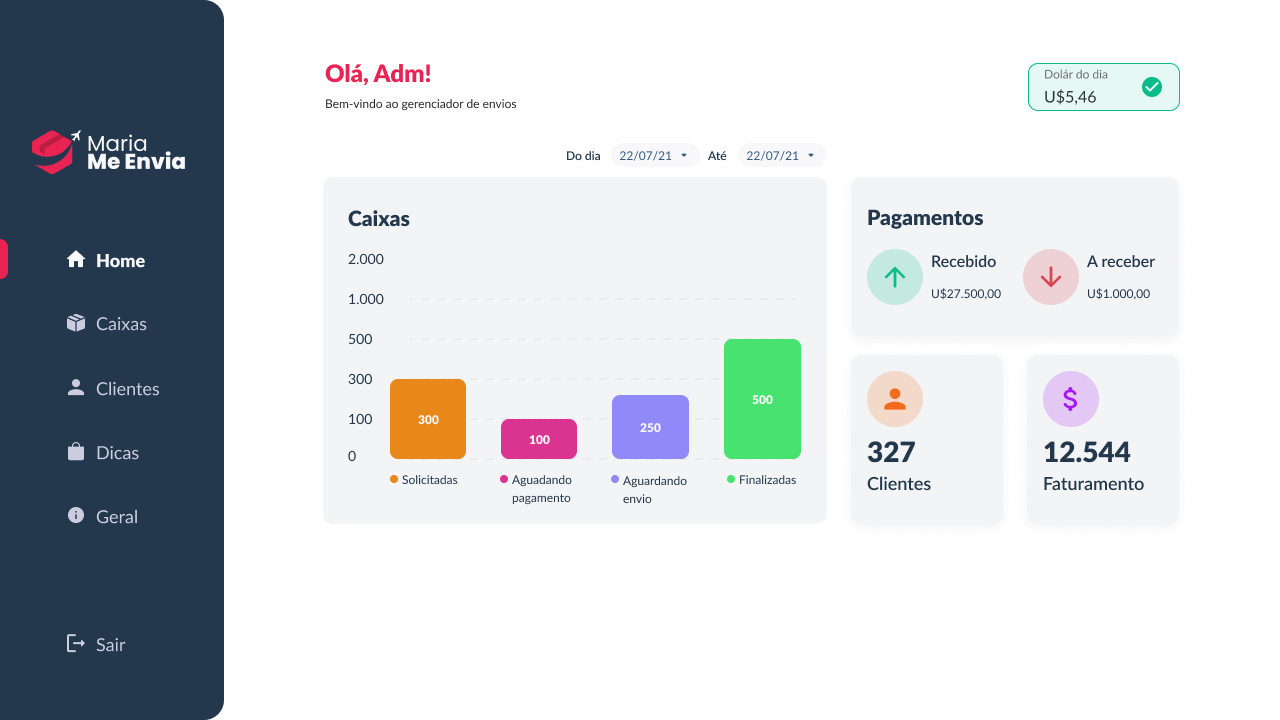 Maria
Me Envia
Home
Caixas
Clientes
Dicas
Geral
Sair
Olá, Adm!
Bem-vindo ao gerenciador de envios
Dolár do dia
U$5,46
Do dia 22/07/21 Até 22/07/21
Caixas
2.000
1.000
500
300
100
0
300
100
250
500
Solicitadas
Aguadando
pagamento
Aguardando
envio
Finalizadas
Pagamentos
Recebido
U$27.500,00
A receber
U$1.000,00
327
Clientes
$
12.544
Faturamento